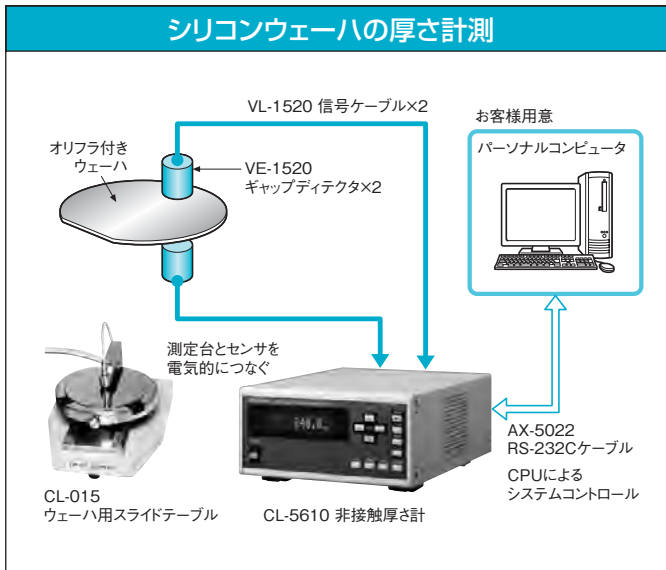 シリコンウェーハの厚さ計測
VL-1520 信号ケーブル×2
お客様用意
オリフラ付き
ウェーハ
VE-1520
ギャップディテクタ×2
パーソナルコンピュータ
測定台とセンサを
電気的につなぐ
AX-5022
RS-232Cケーブル
CPUによる
システムコントロール
CL-015
ウェーハ用スライドテーブル
CL-5610 非接触厚さ計